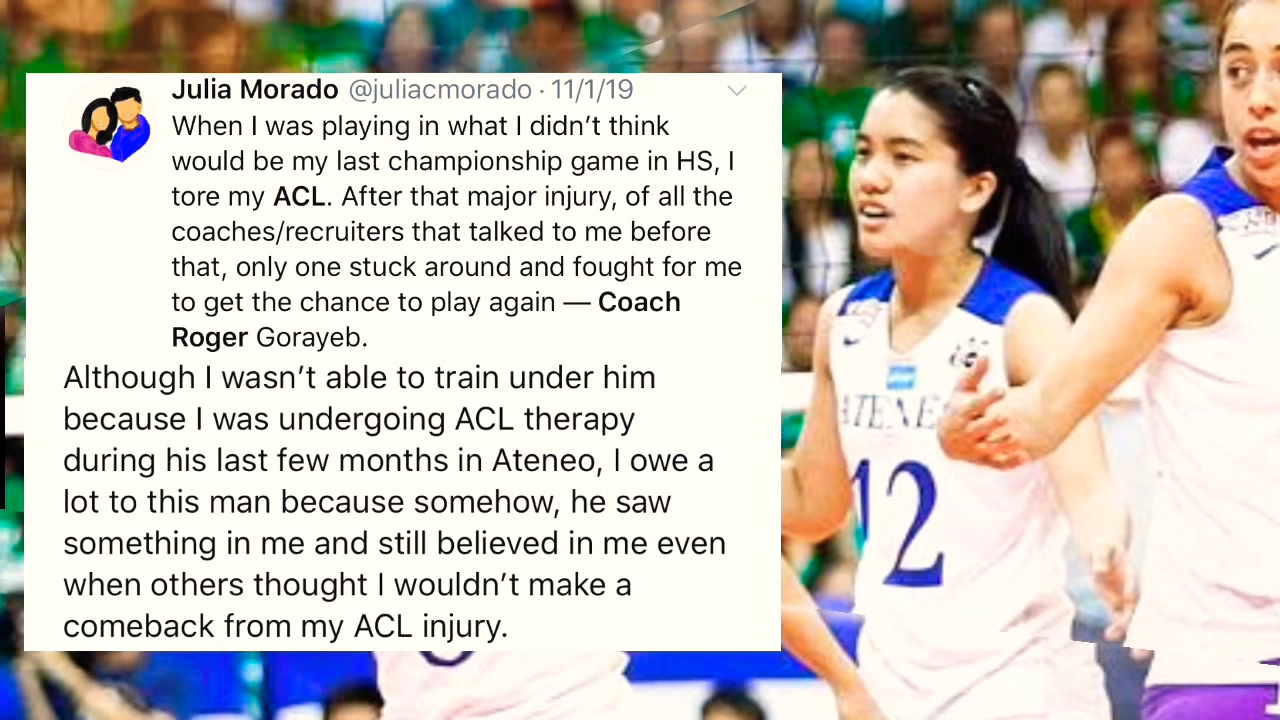 Julia Morado @juliacmorado · 11/1/19
When I was playing in what I didn’t think
would be my last championship game in HS, I
tore my ACL. After that major injury, of all the
coaches/recruiters that talked to me before
that, only one stuck around and fought for me
to get the chance to play again — Coach
Roger Gorayeb.
Although I wasn’t able to train under him
because I was undergoing ACL therapy
during his last few months in Ateneo, I owe a
lot to this man because somehow, he saw
something in me and still believed in me even
when others thought I wouldn’t make a
comeback from my ACL injury.
ATENE
12